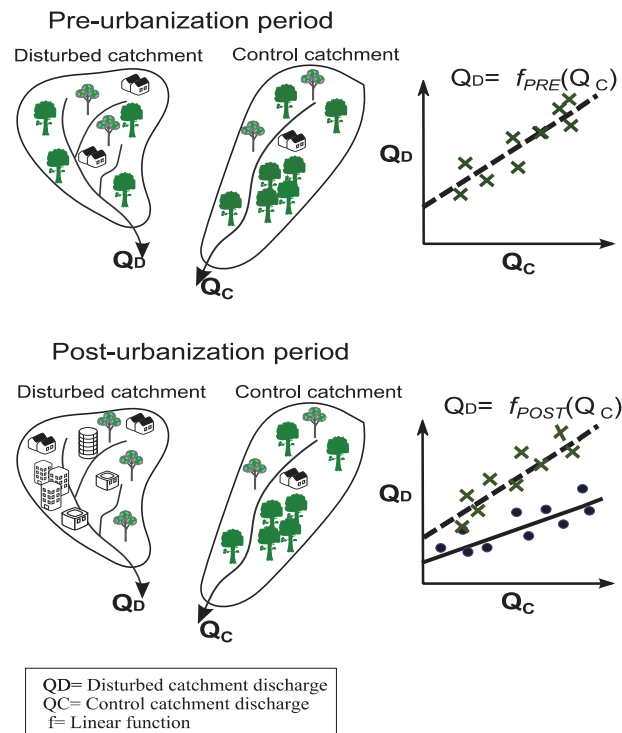 Pre-urbanization period
Disturbed catchment
Control catchment
QD= fPRE(QC)
QD
QC
QD
QC
Post-urbanization period
Disturbed catchment
Control catchment
QD= fPOST(QC)
QD
QC
QD
QC
QD= Disturbed catchment discharge
QC= Control catchment discharge
f= Linear function